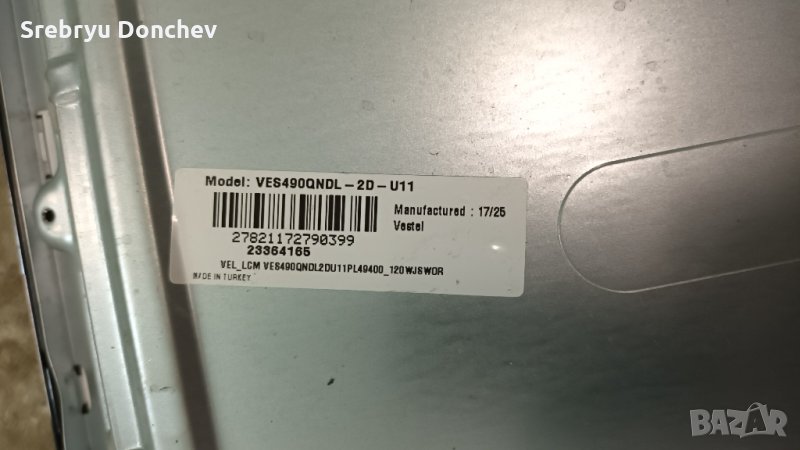 Srebryu Donchev
Model: VES490QNDL-2D-U11
Manufactured : 17/25
Vestel
27821172790399
23364165
VEL_LCM VES490QNDL2DU11PL49400_120WJSWOR
MADE IN TURKEY
BAZAR